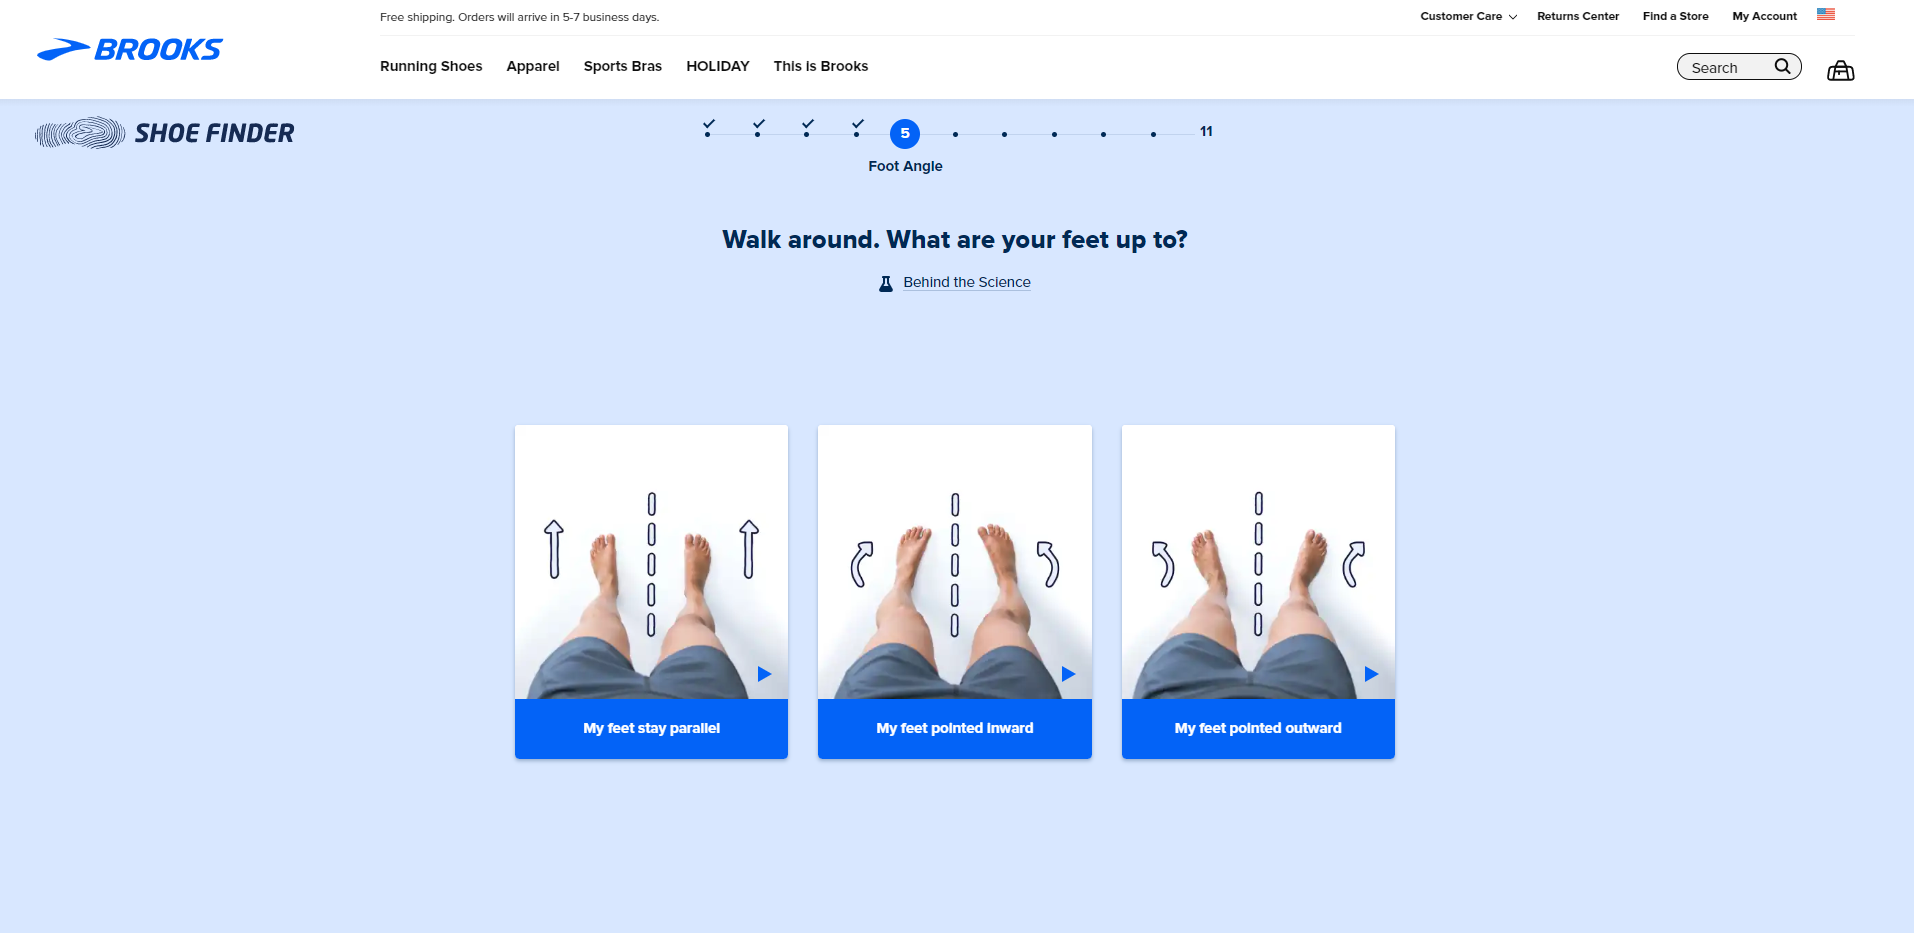 Free shipping. Orders will arrive in 5-7 business days.
Customer Care
Returns Center
Find a Store
My Account
BROOKS
Running Shoes
Apparel
Sports Bras
HOLIDAY
This is Brooks
Search
SHOE FINDER
5
11
Foot Angle
Walk around. What are your feet up to?
Behind the Science
My feet stay parallel
My feet pointed inward
My feet pointed outward